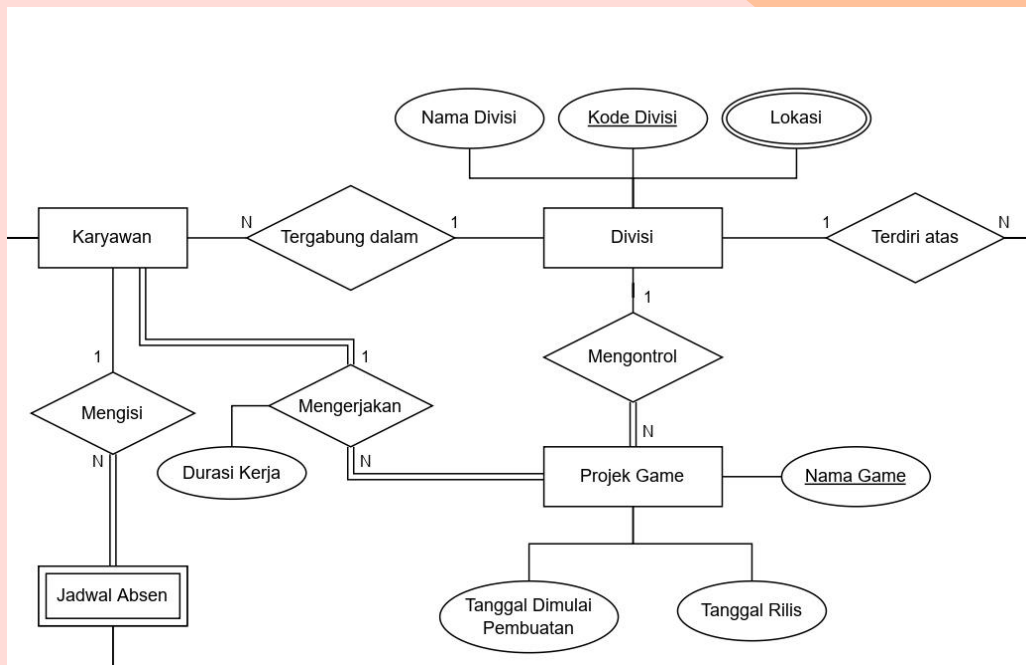 Nama Divisi
Kode Divisi
Lokasi
Karyawan
N
Tergabung dalam
1
Divisi
1
Terdiri atas
N
1
Mengontrol
1
1
Mengisi
Mengerjakan
N
N
N
Durasi Kerja
Projek Game
Nama Game
Jadwal Absen
Tanggal Dimulai
Pembuatan
Tanggal Rilis